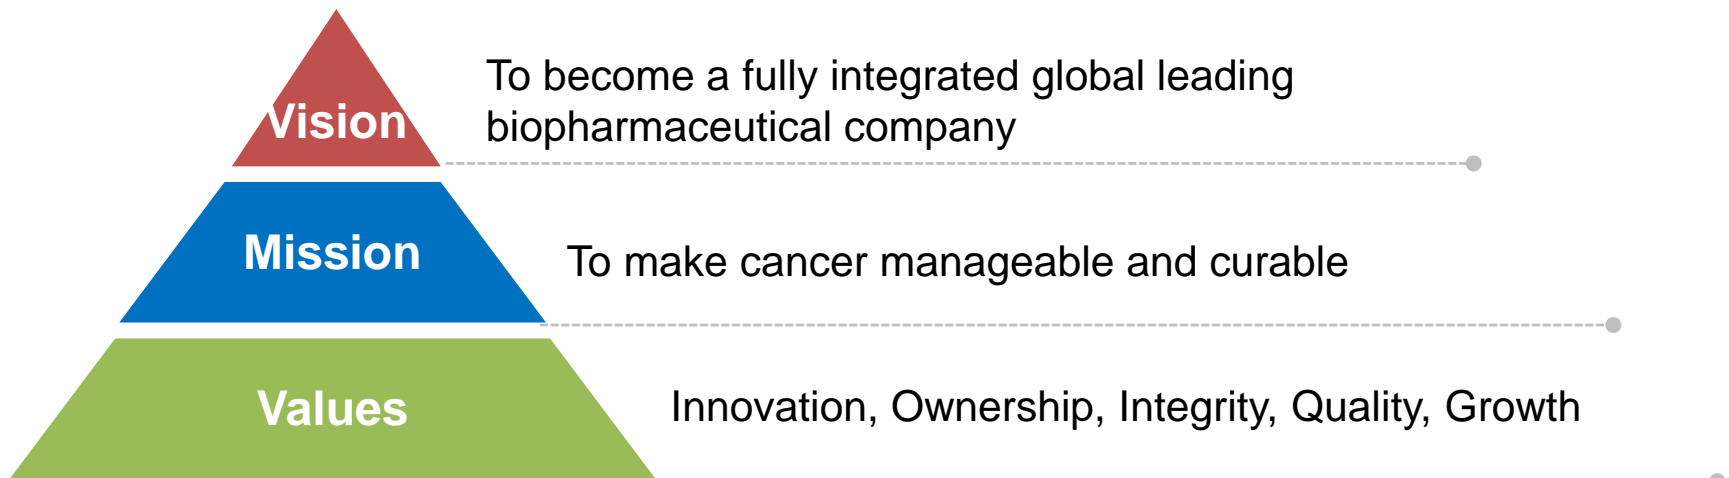 Vision
To become a fully integrated global leading
biopharmaceutical company
Mission
To make cancer manageable and curable
Values
Innovation, Ownership, Integrity, Quality, Growth